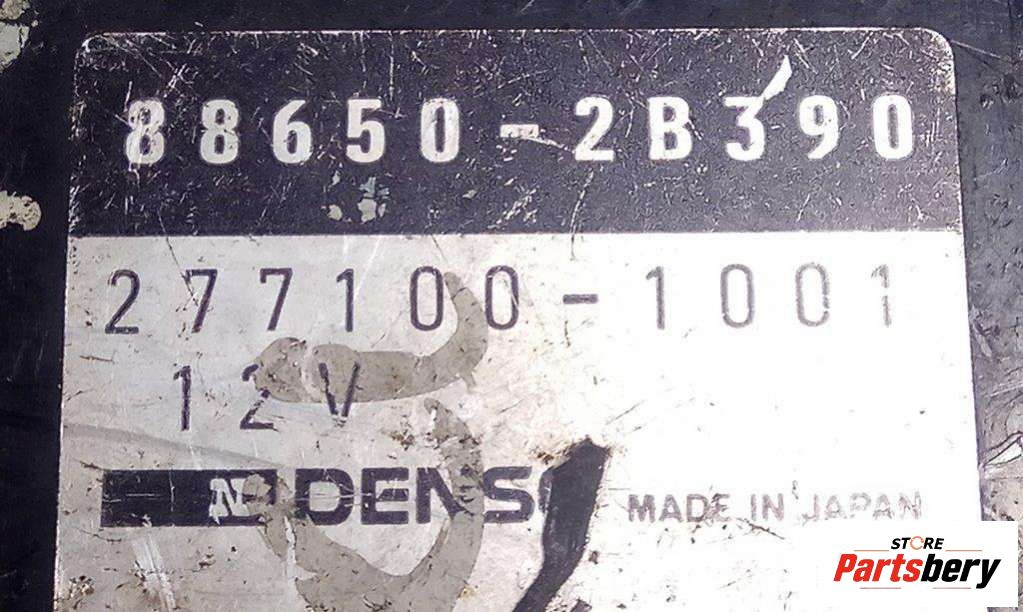 88650-2B390
277100-1001
12V
N DENSO
MADE IN JAPAN
STORE
Partsbery